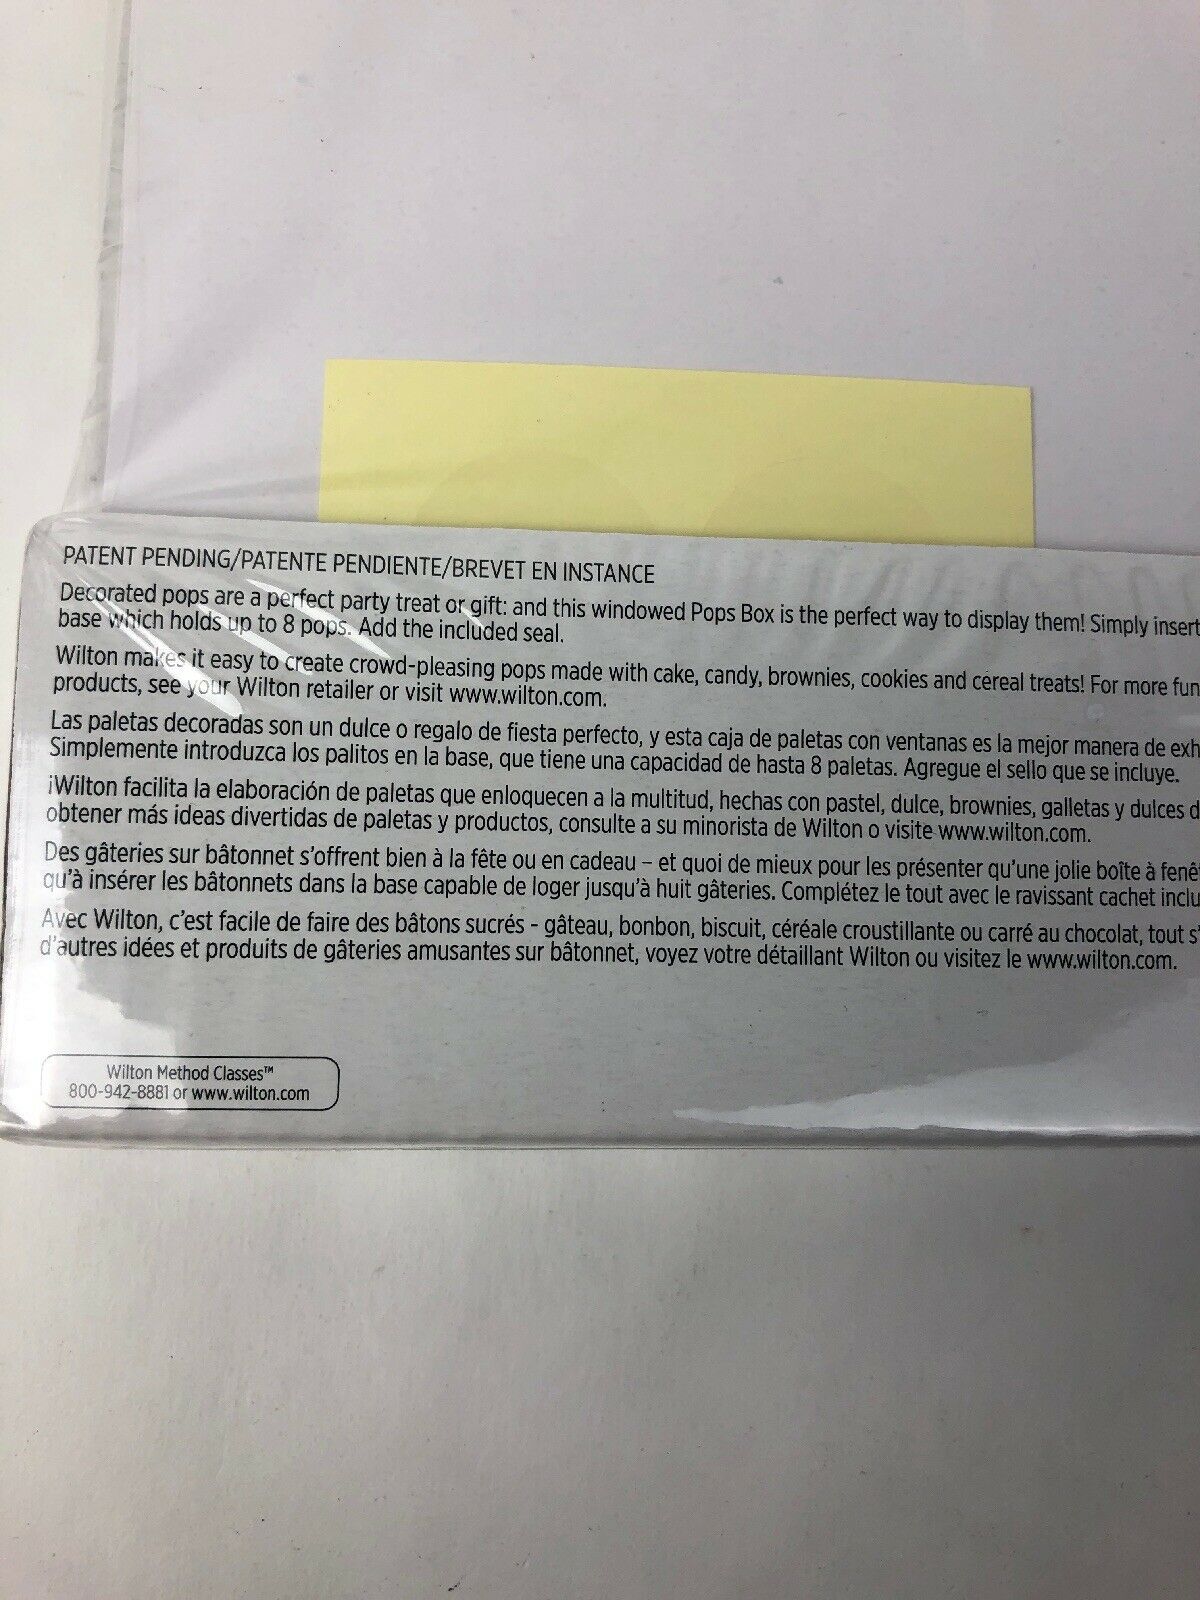 PATENT PENDING/PATENTE PENDIENTE/BREVET EN INSTANCE
Decorated pops are a perfect party treat or gift: and this windowed Pops Box is the perfect way to display them! Simply insert
base which holds up to 8 pops. Add the included seal.
Wilton makes it easy to create crowd-pleasing pops made with cake, candy, brownies, cookies and cereal treats! For more fun
products, see your Wilton retailer or visit www.wilton.com.
Las paletas decoradas son un dulce o regalo de fiesta perfecto, y esta caja de paletas con ventanas es la mejor manera de exh
Simplemente introduzca los palitos en la base, que tiene una capacidad de hasta 8 paletas. Agregue el sello que se incluye.
¡Wilton facilita la elaboración de paletas que enloquecen a la multitud, hechas con pastel, dulce, brownies, galletas y dulces d
obtener más ideas divertidas de paletas y productos, consulte a su minorista de Wilton o visite www.wilton.com.
Des gâteries sur bâtonnet s'offrent bien à la fête ou en cadeau – et quoi de mieux pour les présenter qu'une jolie boîte à fenê
qu'à insérer les bâtonnets dans la base capable de loger jusqu'à huit gâteries. Complétez le tout avec le ravissant cachet inclu
Avec Wilton, c'est facile de faire des bâtons sucrés - gâteau, bonbon, biscuit, céréale croustillante ou carré au chocolat, tout s'
d'autres idées et produits de gâteries amusantes sur bâtonnet, voyez votre détaillant Wilton ou visitez le www.wilton.com.
Wilton Method Classes™
800-942-8881 or www.wilton.com